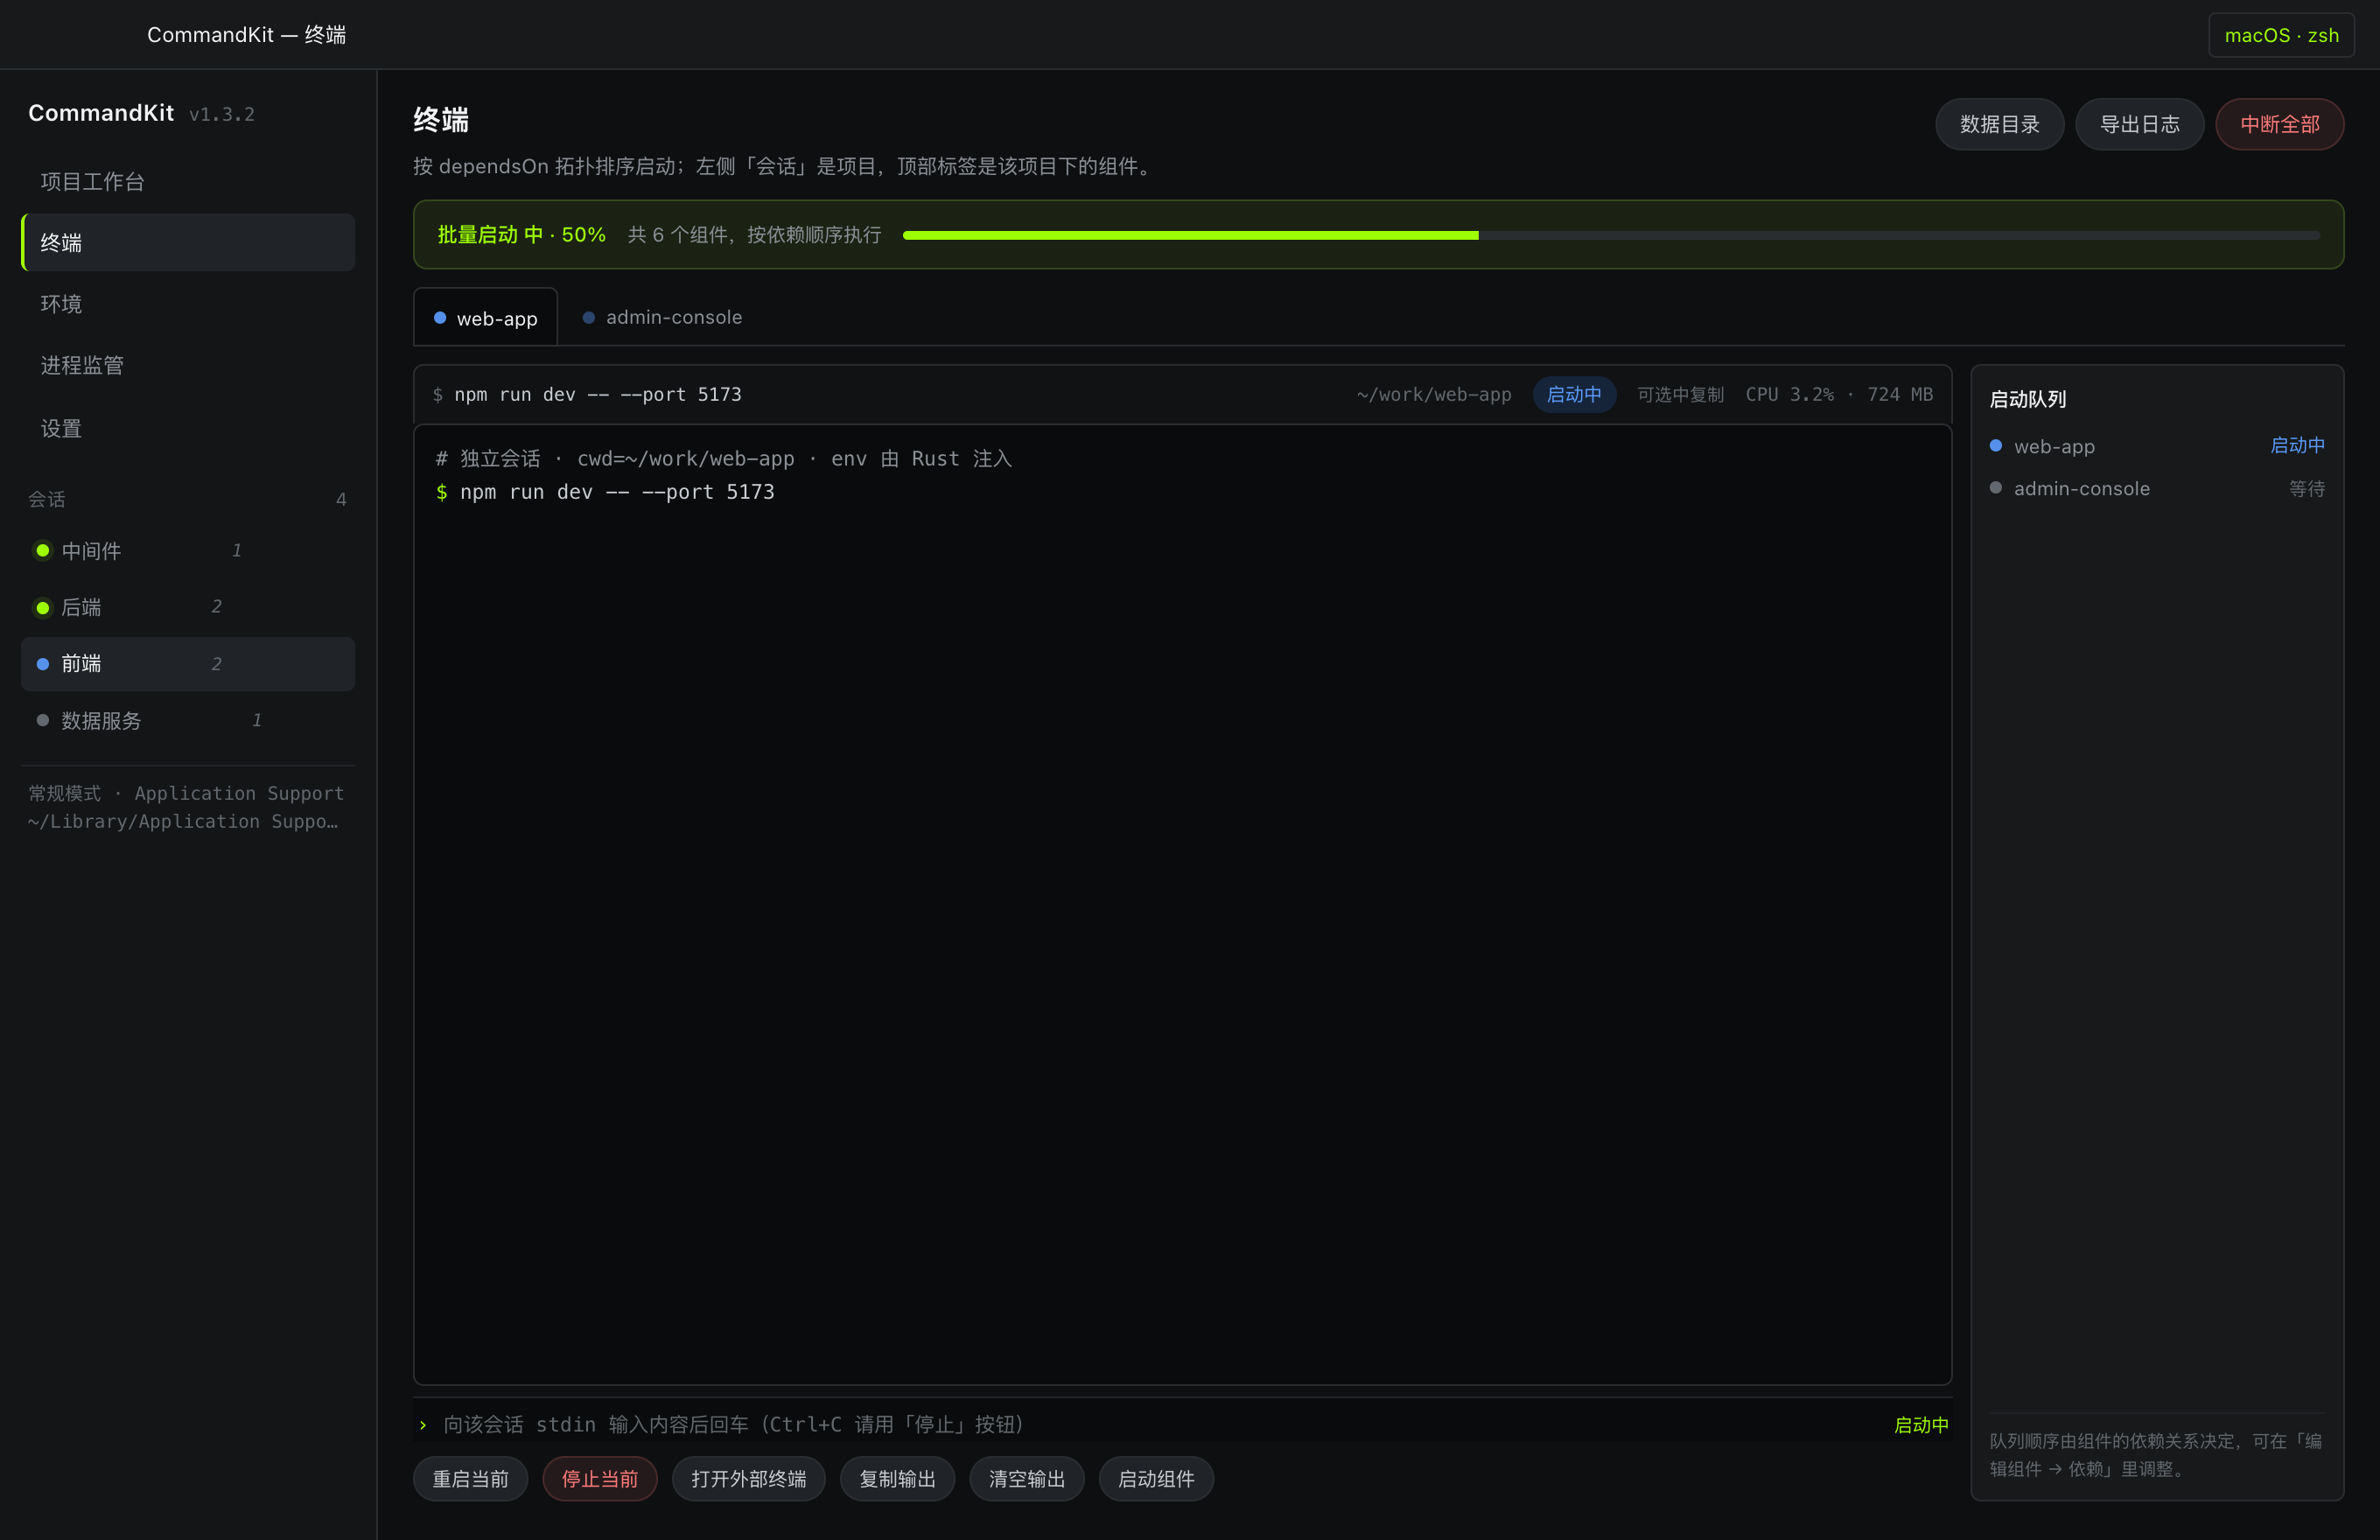 CommandKit — 终端
macOS · zsh
CommandKit v1.3.2
项目工作台
终端
环境
进程监管
设置
会话 4
中间件 1
后端 2
前端 2
数据服务 1
常规模式 · Application Support
~/Library/Application Suppo…
终端
数据目录
导出日志
中断全部
按 dependsOn 拓扑排序启动；左侧「会话」是项目，顶部标签是该项目下的组件。
批量启动 中 · 50% 共 6 个组件，按依赖顺序执行
web-app
admin-console
$ npm run dev -- --port 5173
~/work/web-app 启动中 可选中复制 CPU 3.2% · 724 MB
# 独立会话 · cwd=~/work/web-app · env 由 Rust 注入
$ npm run dev -- --port 5173
› 向该会话 stdin 输入内容后回车（Ctrl+C 请用「停止」按钮）
启动中
重启当前
停止当前
打开外部终端
复制输出
清空输出
启动组件
启动队列
web-app 启动中
admin-console 等待
队列顺序由组件的依赖关系决定，可在「编
辑组件 → 依赖」里调整。